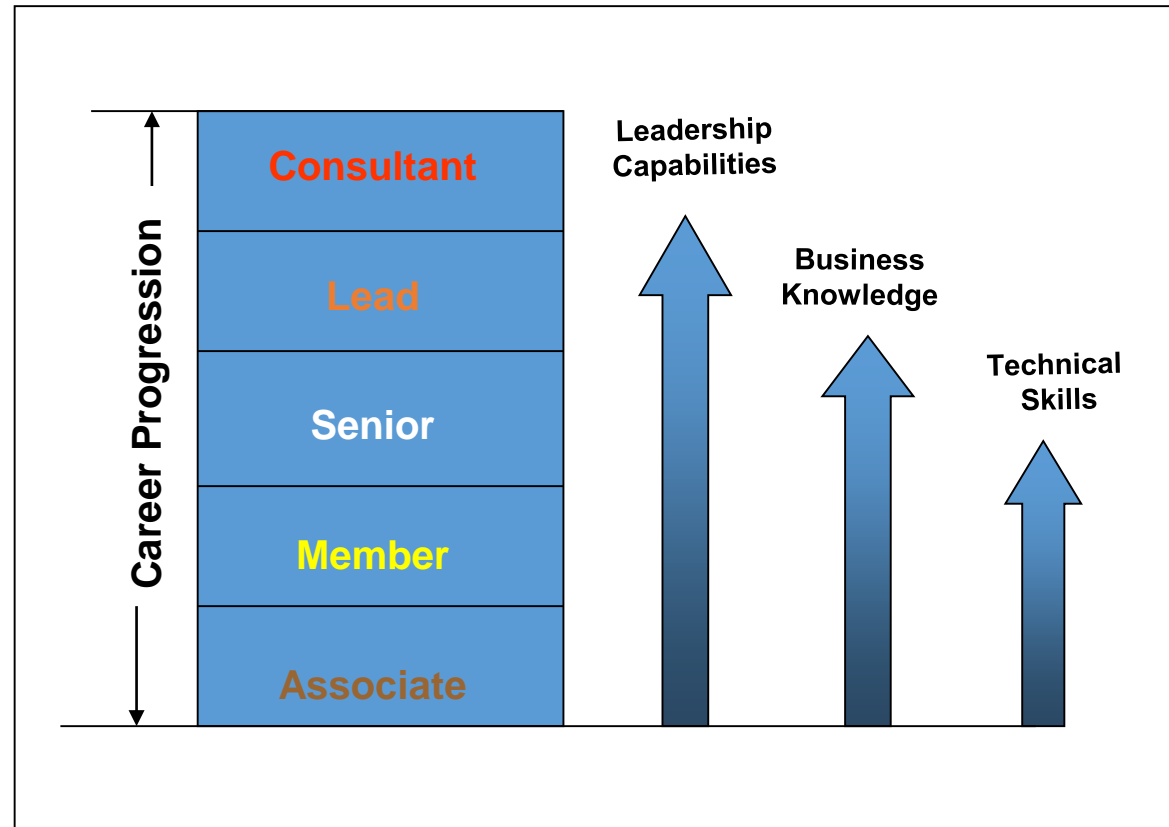 Career Progression
Consultant
Lead
Senior
Member
Associate
Leadership
Capabilities
Business
Knowledge
Technical
Skills